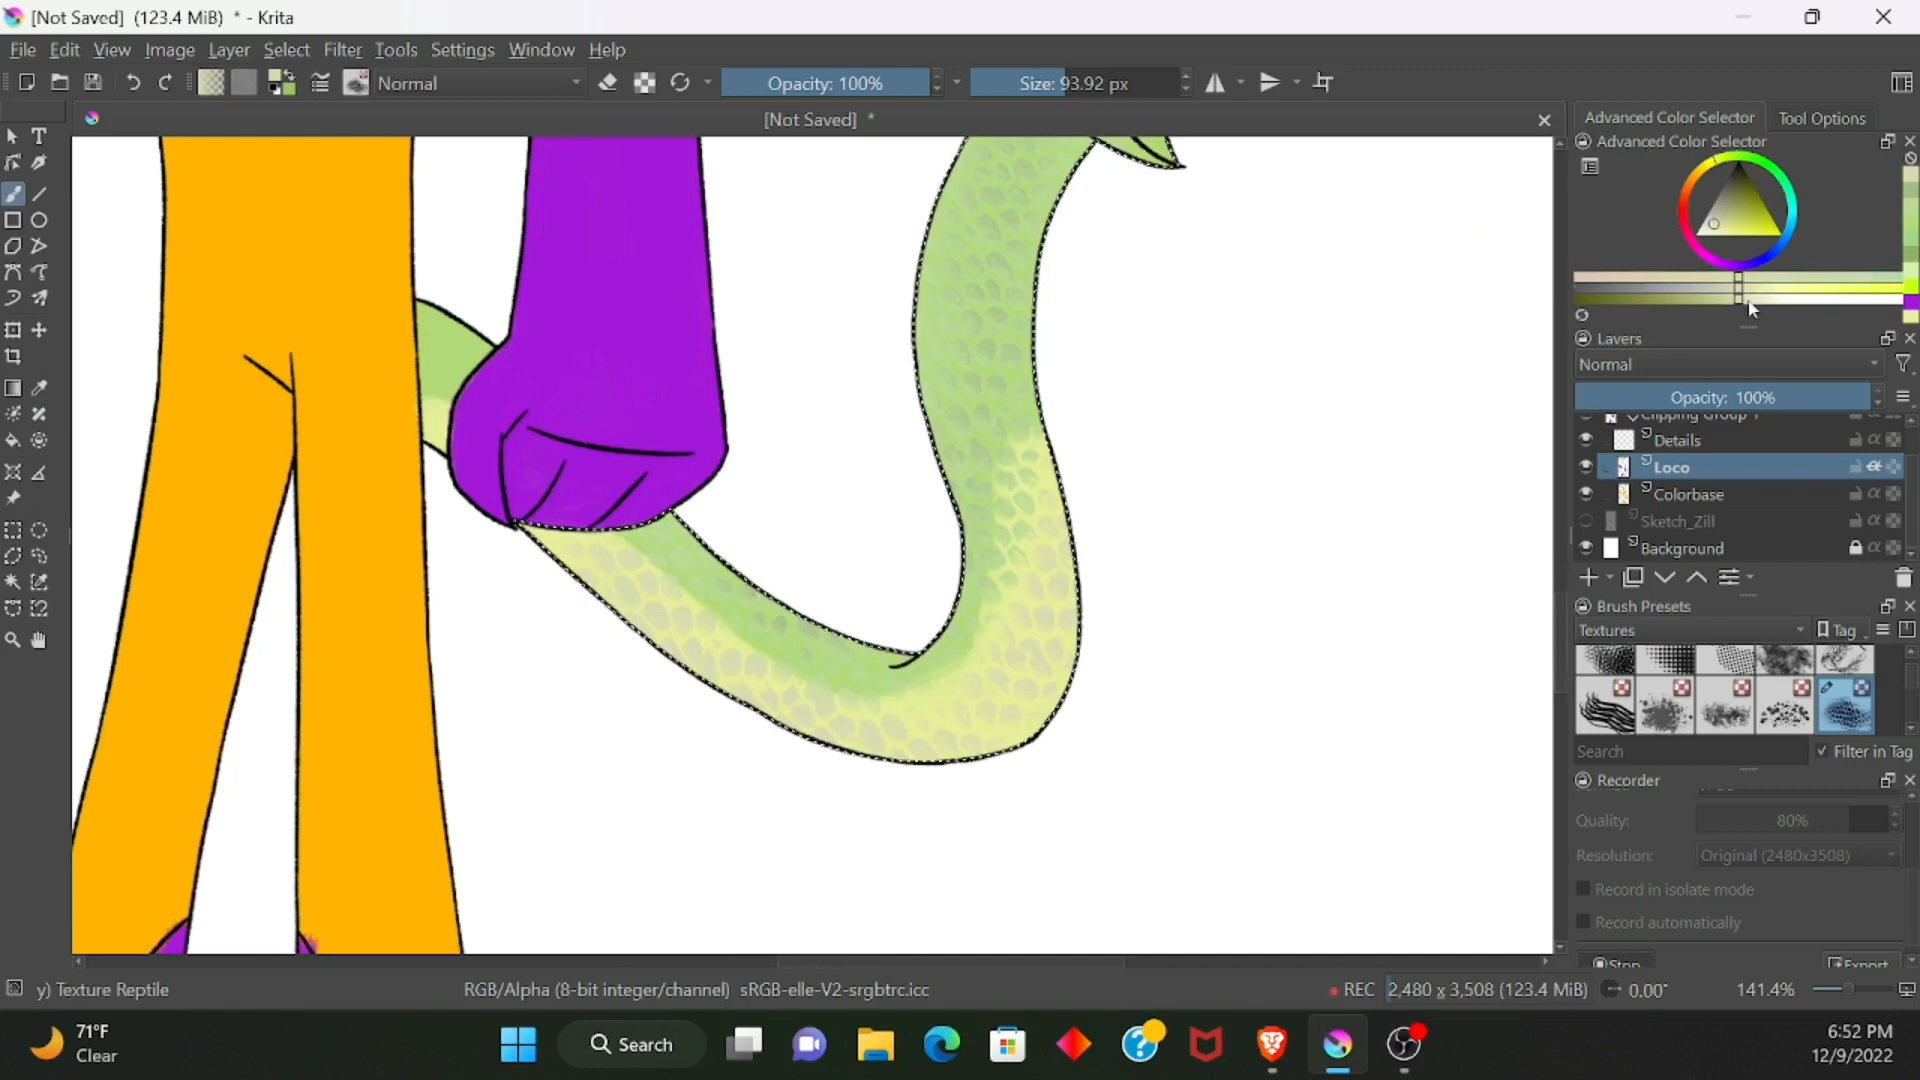 [Not Saved] (123.4 MiB) * - Krita
File Edit View Image Layer Select Filter Tools Settings Window Help
Normal
Opacity: 100%
Size: 93.92 px
[Not Saved] *
Advanced Color Selector
Tool Options
Advanced Color Selector
Layers
Normal
Opacity: 100%
Clipping Group 1
Details
Loco
Colorbase
Sketch_Zill
Background
Brush Presets
Textures
Tag
Search
Filter in Tag
Recorder
Quality: 80%
Resolution: Original (2480x3508)
Record in isolate mode
Record automatically
Stop
Export
y) Texture Reptile
RGB/Alpha (8-bit integer/channel) sRGB-elle-V2-srgbtrc.icc
REC
2,480 x 3,508 (123.4 MiB)
0.00°
141.4%
71°F
Clear
Search
6:52 PM
12/9/2022